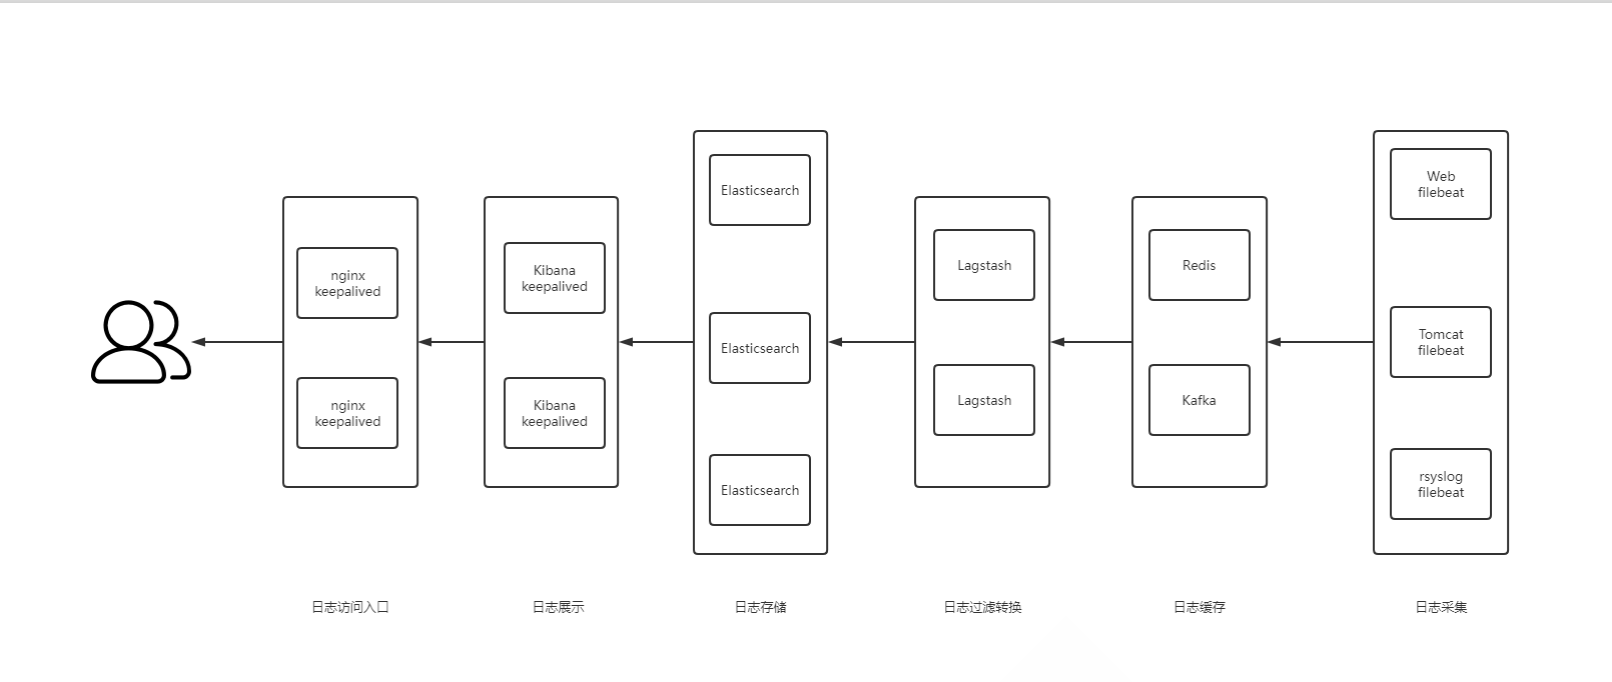 nginx
keepalived
nginx
keepalived
日志访问入口
Kibana
keepalived
Kibana
keepalived
日志展示
Elasticsearch
Elasticsearch
Elasticsearch
日志存储
Lagstash
Lagstash
日志过滤转换
Redis
Kafka
日志缓存
Web
filebeat
Tomcat
filebeat
rsyslog
filebeat
日志采集